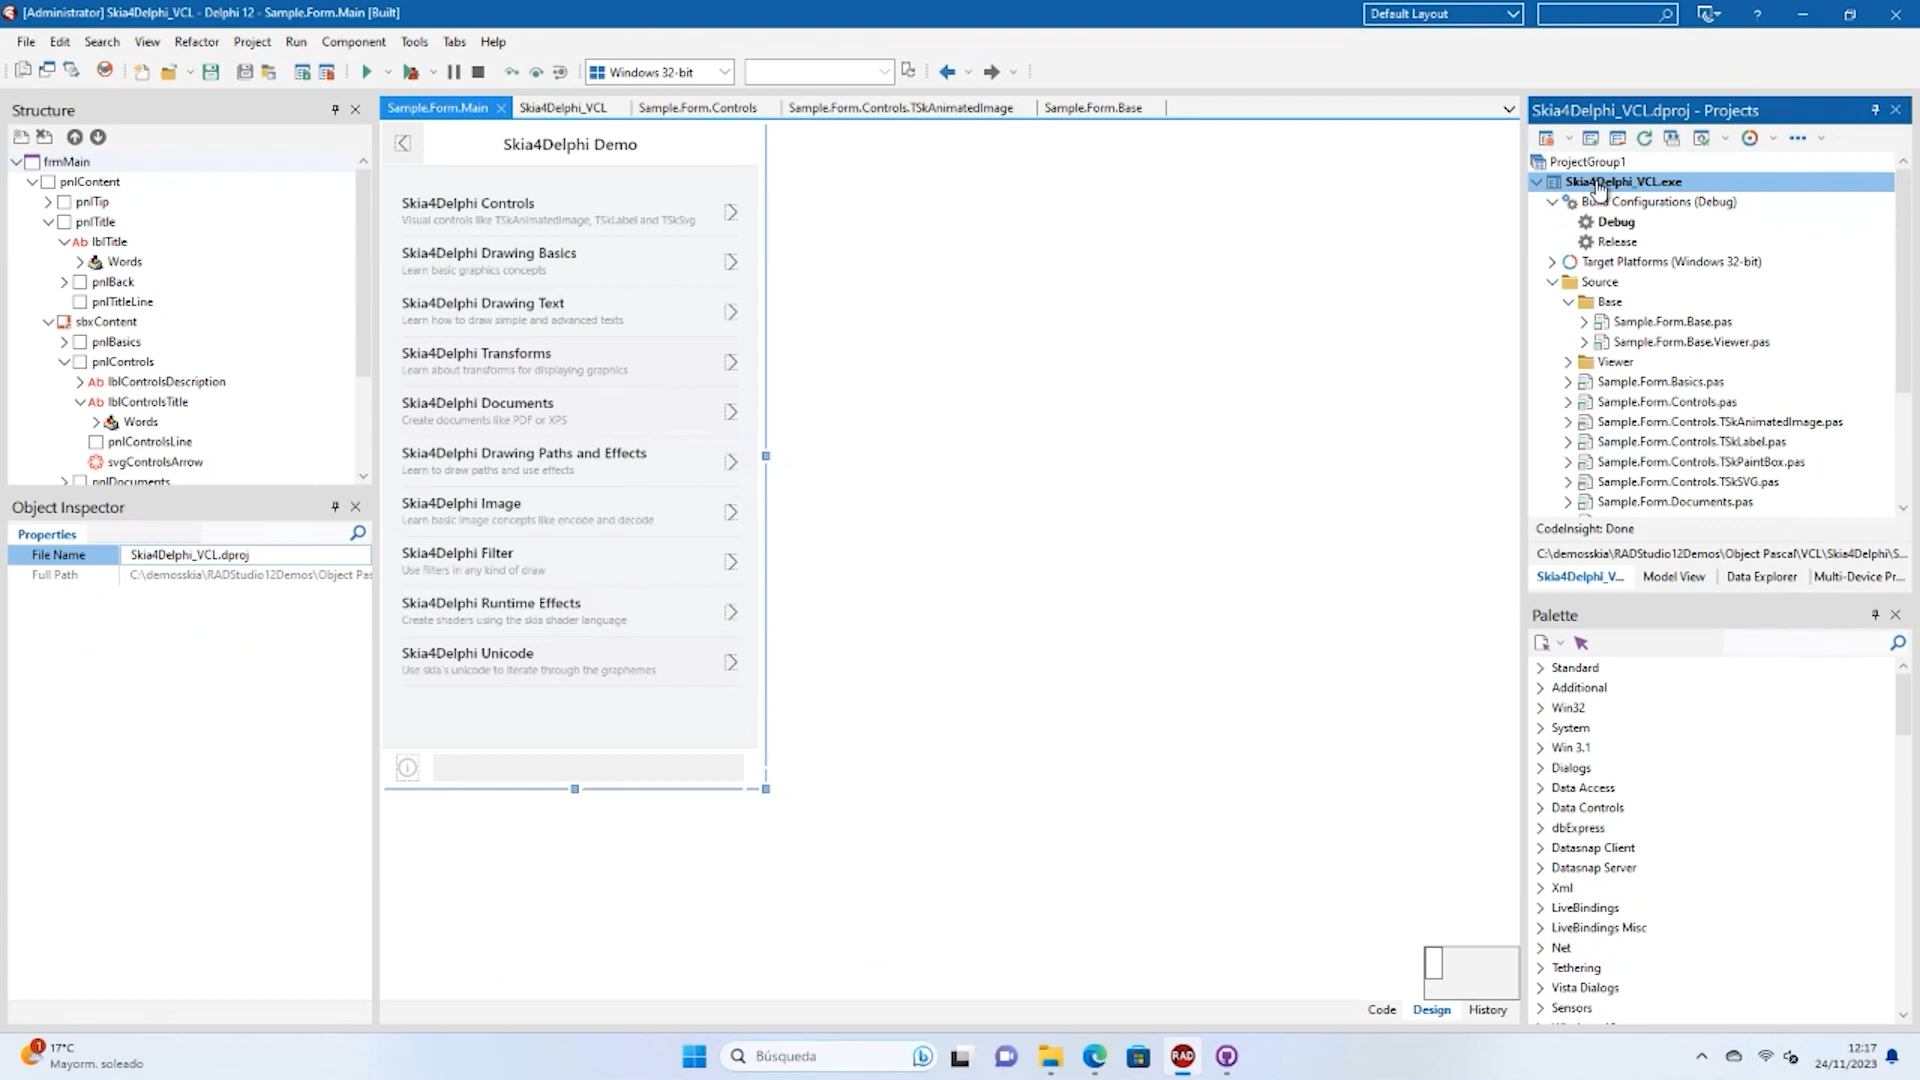 [Administrator] Skia4Delphi_VCL - Delphi 12 - Sample.Form.Main [Built]
Default Layout
?
File Edit Search View Refactor Project Run Component Tools Tabs Help
Windows 32-bit
Structure
frmMain
pnlContent
pnlTip
pnlTitle
Ab lblTitle
Words
pnlBack
pnlTitleLine
sbxContent
pnlBasics
pnlControls
Ab lblControlsDescription
Ab lblControlsTitle
Words
pnlControlsLine
svgControlsArrow
pnlDocuments
Object Inspector
Properties
File Name Skia4Delphi_VCL.dproj
Full Path C:\demosskia\RADStudio12Demos\Object Pas
Sample.Form.Main Skia4Delphi_VCL Sample.Form.Controls Sample.Form.Controls.TSkAnimatedImage Sample.Form.Base
Skia4Delphi Demo
Skia4Delphi Controls
Visual controls like TSkAnimatedImage, TSkLabel and TSkSvg
Skia4Delphi Drawing Basics
Learn basic graphics concepts
Skia4Delphi Drawing Text
Learn how to draw simple and advanced texts
Skia4Delphi Transforms
Learn about transforms for displaying graphics
Skia4Delphi Documents
Create documents like PDF or XPS
Skia4Delphi Drawing Paths and Effects
Learn to draw paths and use effects
Skia4Delphi Image
Learn basic image concepts like encode and decode
Skia4Delphi Filter
Use filters in any kind of draw
Skia4Delphi Runtime Effects
Create shaders using the skia shader language
Skia4Delphi Unicode
Use skia's unicode to iterate through the graphemes
Code Design History
Skia4Delphi_VCL.dproj - Projects
ProjectGroup1
Skia4Delphi_VCL.exe
Build Configurations (Debug)
Debug
Release
Target Platforms (Windows 32-bit)
Source
Base
Sample.Form.Base.pas
Sample.Form.Base.Viewer.pas
Viewer
Sample.Form.Basics.pas
Sample.Form.Controls.pas
Sample.Form.Controls.TSkAnimatedImage.pas
Sample.Form.Controls.TSkLabel.pas
Sample.Form.Controls.TSkPaintBox.pas
Sample.Form.Controls.TSkSVG.pas
Sample.Form.Documents.pas
CodeInsight: Done
C:\demosskia\RADStudio12Demos\Object Pascal\VCL\Skia4Delphi\S...
Skia4Delphi_V... Model View Data Explorer Multi-Device Pr...
Palette
Standard
Additional
Win32
System
Win 3.1
Dialogs
Data Access
Data Controls
dbExpress
Datasnap Client
Datasnap Server
Xml
LiveBindings
LiveBindings Misc
Net
Tethering
Vista Dialogs
Sensors
1
17°C
Mayorm. soleado
Búsqueda
RAD
12:17
24/11/2023